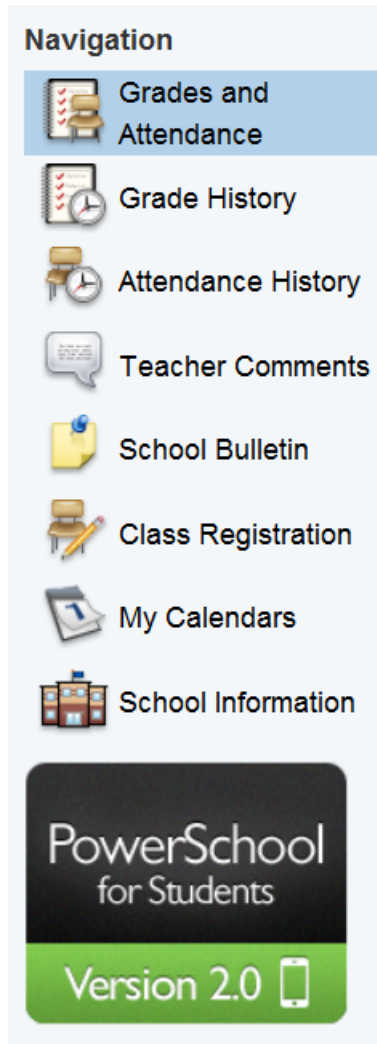 Navigation
Grades and
Attendance
Grade History
Attendance History
Teacher Comments
School Bulletin
Class Registration
7
My Calendars
School Information
PowerSchool
for Students
Version 2.0